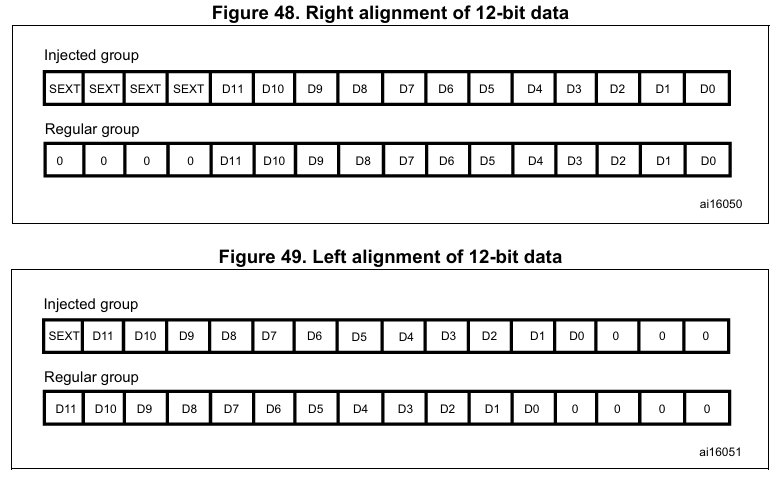 Figure 48. Right alignment of 12-bit data
Injected group
SEXT SEXT SEXT SEXT D11 D10 D9 D8 D7 D6 D5 D4 D3 D2 D1 D0
Regular group
0 0 0 0 D11 D10 D9 D8 D7 D6 D5 D4 D3 D2 D1 D0
ai16050
Figure 49. Left alignment of 12-bit data
Injected group
SEXT D11 D10 D9 D8 D7 D6 D5 D4 D3 D2 D1 D0 0 0 0
Regular group
D11 D10 D9 D8 D7 D6 D5 D4 D3 D2 D1 D0 0 0 0 0
ai16051